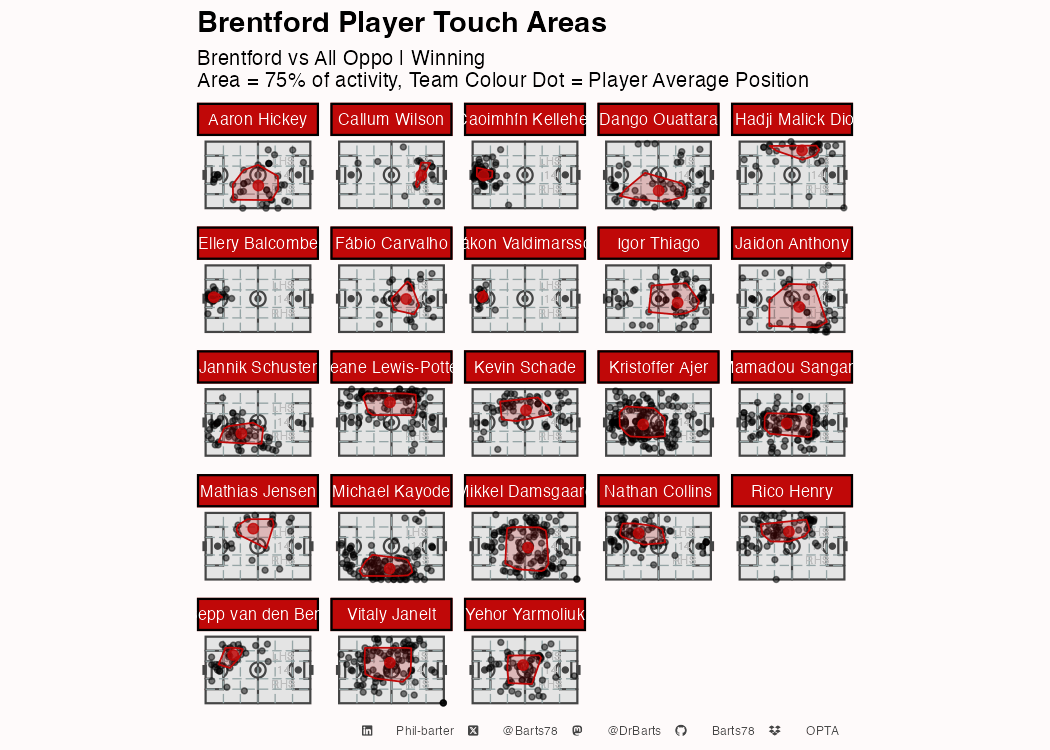 Brentford Player Touch Areas
Brentford vs All Oppo | Winning
Area = 75% of activity, Team Colour Dot = Player Average Position
Aaron Hickey Callum Wilson Caoimhín Kellehe Dango Ouattara Hadji Malick Dio
Ellery Balcombe Fábio Carvalho åkon Valdimarsso Igor Thiago Jaidon Anthony
Jannik Schuster eane Lewis-Potte Kevin Schade Kristoffer Ajer Mamadou Sangar
Mathias Jensen Michael Kayode Mikkel Damsgaard Nathan Collins Rico Henry
epp van den Ber Vitaly Janelt Yehor Yarmoliuk
Phil-barter @Barts78 @DrBarts Barts78 OPTA